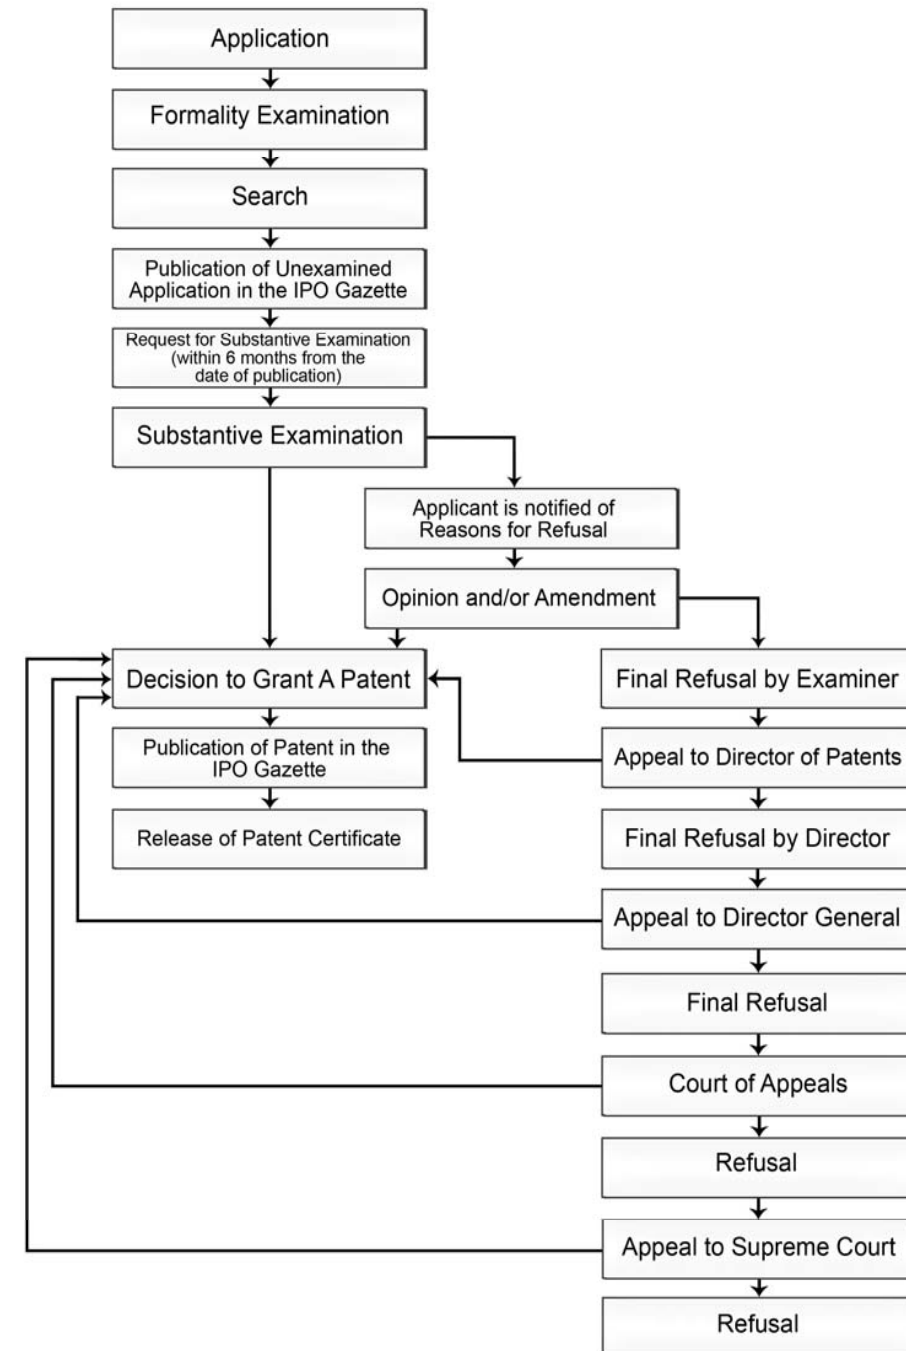 Application
Formality Examination
Search
Publication of Unexamined
Application in the IPO Gazette
Request for Substantive Examination
(within 6 months from the
date of publication)
Substantive Examination
Applicant is notified of
Reasons for Refusal
Opinion and/or Amendment
Decision to Grant A Patent
Publication of Patent in the
IPO Gazette
Release of Patent Certificate
Final Refusal by Examiner
Appeal to Director of Patents
Final Refusal by Director
Appeal to Director General
Final Refusal
Court of Appeals
Refusal
Appeal to Supreme Court
Refusal